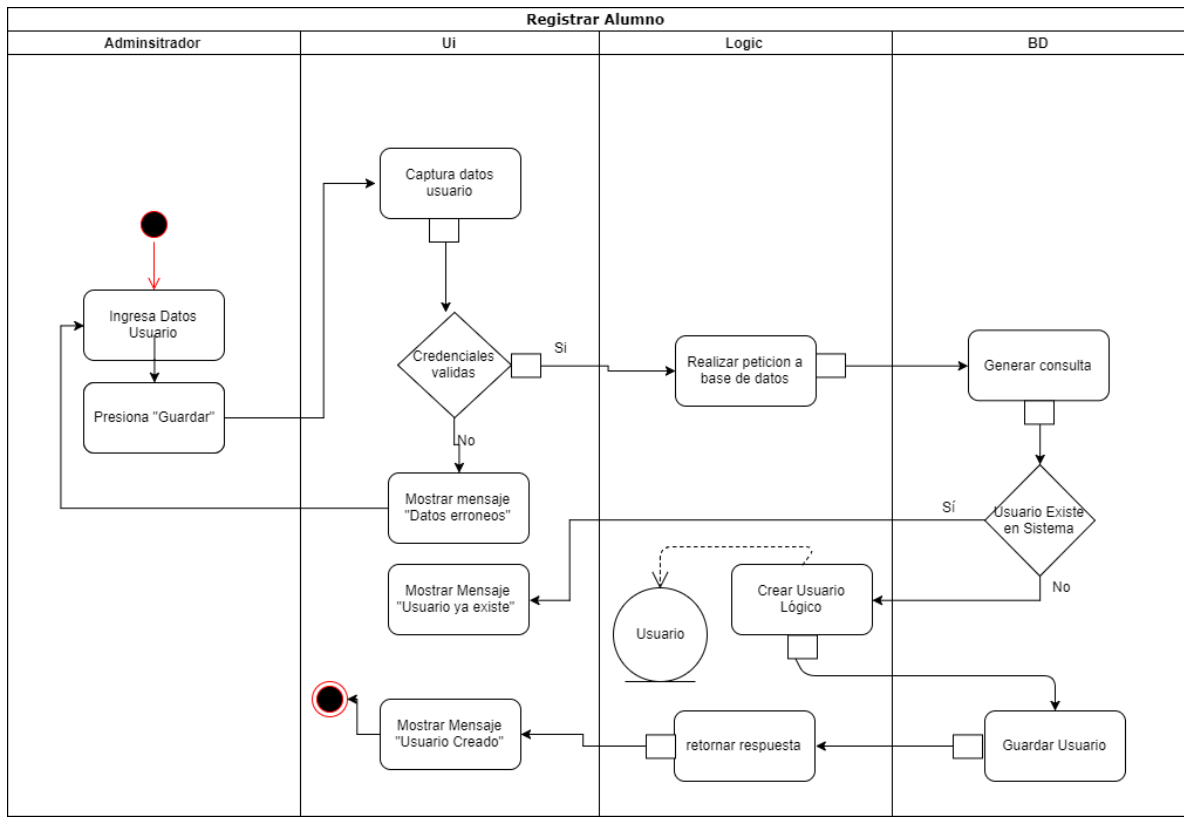 Registrar Alumno
Adminsitrador
Ui
Logic
BD
Captura datos
usuario
Ingresa Datos
Usuario
Presiona "Guardar"
Credenciales
validas
Si
No
Realizar peticion a
base de datos
Generar consulta
Mostrar mensaje
"Datos erroneos"
Usuario Existe
en Sistema
Sí
No
Mostrar Mensaje
"Usuario ya existe"
Crear Usuario
Lógico
Usuario
Guardar Usuario
retornar respuesta
Mostrar Mensaje
"Usuario Creado"